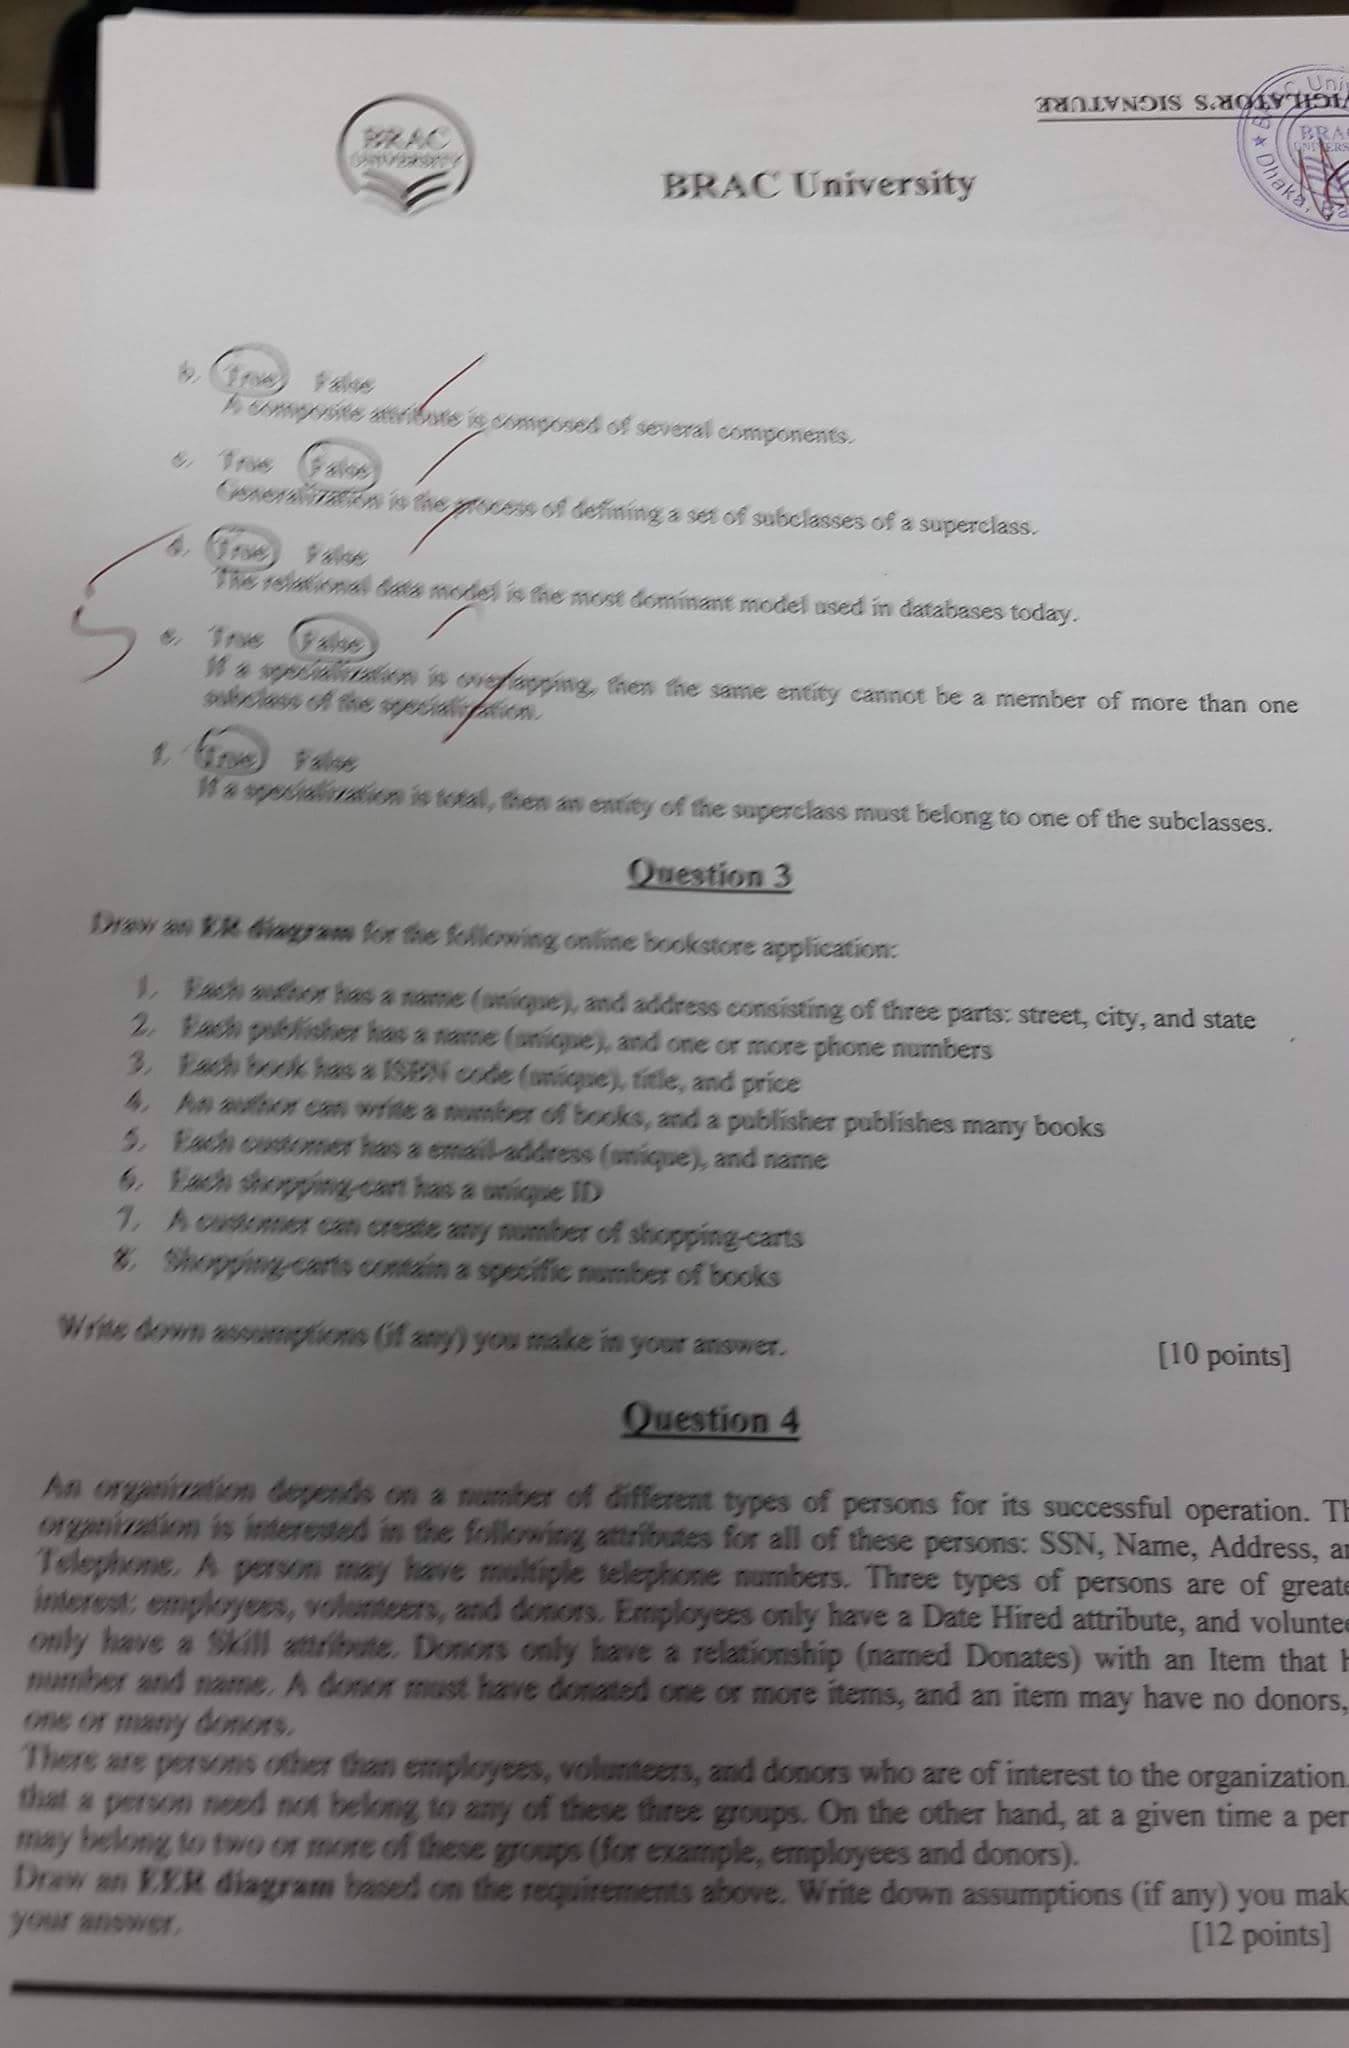 INVIGILATOR'S SIGNATURE
BRAC
UNIVERSITY
BRAC University
BRAC
Dhaka,
b. True False
A composite attribute is composed of several components.
c. True False
Generalization is the process of defining a set of subclasses of a superclass.
d. True False
The relational data model is the most dominant model used in databases today.
5
e. True False
If a specialization is overlapping, then the same entity cannot be a member of more than one
subclass of the specialization.
f. True False
If a specialization is total, then an entity of the superclass must belong to one of the subclasses.
Question 3
Draw an ER diagram for the following online bookstore application:
1. Each author has a name (unique), and address consisting of three parts: street, city, and state
2. Each publisher has a name (unique), and one or more phone numbers
3. Each book has a ISBN code (unique), title, and price
4. An author can write a number of books, and a publisher publishes many books
5. Each customer has a email-address (unique), and name
6. Each shopping-cart has a unique ID
7. A customer can create any number of shopping-carts
8. Shopping-carts contain a specific number of books
Write down assumptions (if any) you make in your answer. [10 points]
Question 4
An organization depends on a number of different types of persons for its successful operation. Th
organization is interested in the following attributes for all of these persons: SSN, Name, Address, an
Telephone. A person may have multiple telephone numbers. Three types of persons are of greate
interest: employees, volunteers, and donors. Employees only have a Date Hired attribute, and voluntee
only have a Skill attribute. Donors only have a relationship (named Donates) with an Item that h
number and name. A donor must have donated one or more items, and an item may have no donors,
one or many donors.
There are persons other than employees, volunteers, and donors who are of interest to the organization
that a person need not belong to any of these three groups. On the other hand, at a given time a per
may belong to two or more of these groups (for example, employees and donors).
Draw an EER diagram based on the requirements above. Write down assumptions (if any) you mak
your answer. [12 points]